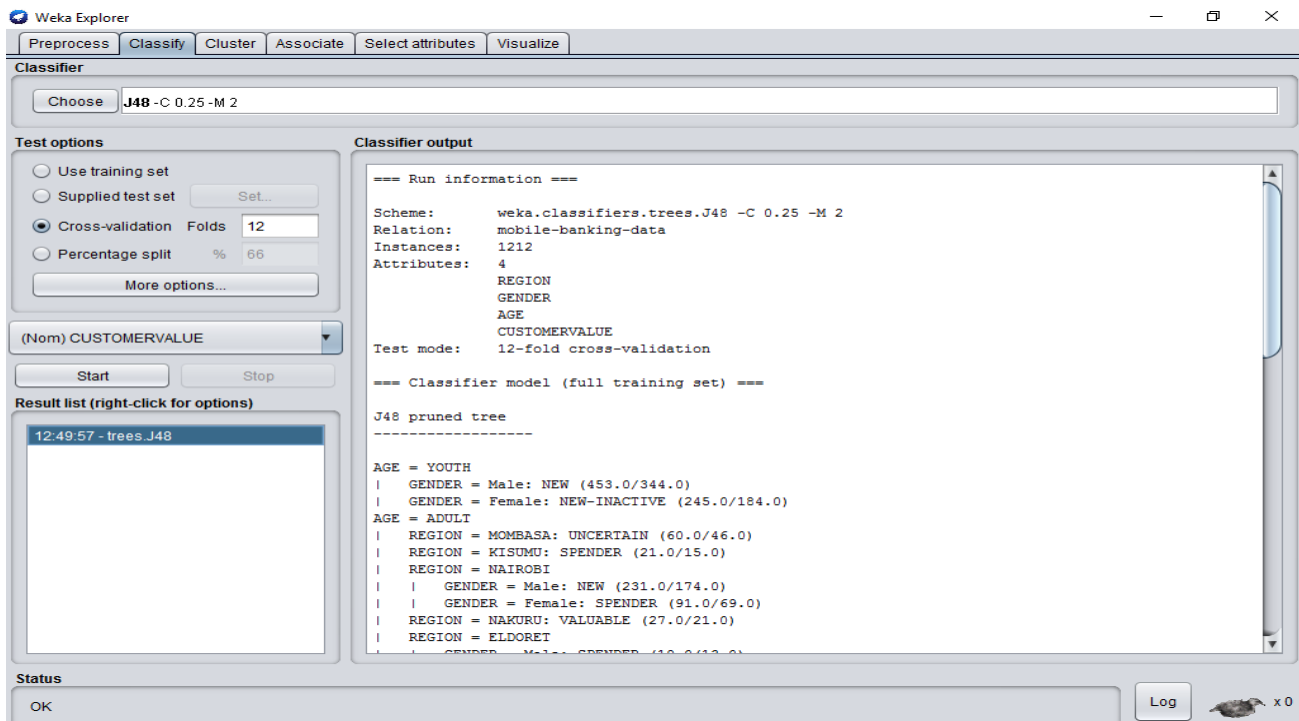 Weka Explorer
Preprocess Classify Cluster Associate Select attributes Visualize
Classifier
Choose J48 -C 0.25 -M 2
Test options
Use training set
Supplied test set Set...
Cross-validation Folds 12
Percentage split % 66
More options...
(Nom) CUSTOMERVALUE
Start Stop
Result list (right-click for options)
12:49:57 - trees.J48
Classifier output
=== Run information ===
Scheme: weka.classifiers.trees.J48 -C 0.25 -M 2
Relation: mobile-banking-data
Instances: 1212
Attributes: 4
REGION
GENDER
AGE
CUSTOMERVALUE
Test mode: 12-fold cross-validation
=== Classifier model (full training set) ===
J48 pruned tree
------------------
AGE = YOUTH
| GENDER = Male: NEW (453.0/344.0)
| GENDER = Female: NEW-INACTIVE (245.0/184.0)
AGE = ADULT
| REGION = MOMBASA: UNCERTAIN (60.0/46.0)
| REGION = KISUMU: SPENDER (21.0/15.0)
| REGION = NAIROBI
| | GENDER = Male: NEW (231.0/174.0)
| | GENDER = Female: SPENDER (91.0/69.0)
| REGION = NAKURU: VALUABLE (27.0/21.0)
| REGION = ELDORET
| | GENDER = Male: SPENDER
Status
OK
Log x 0